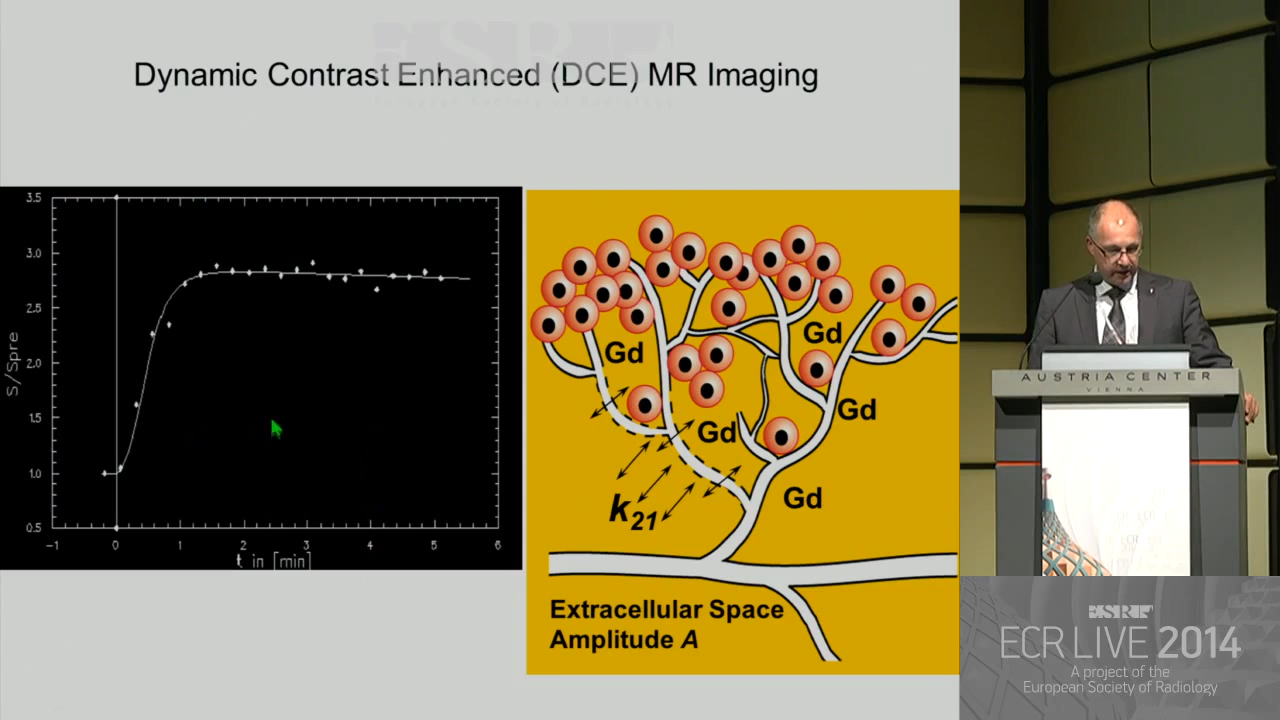 Dynamic Contrast Enhanced (DCE) MR Imaging
3.5
3.0
2.5
2.0
1.5
1.0
0.5
S/Spre
−1 0 1 2 3 4 5 6
t in [min]
Gd
Gd
Gd
Gd
Gd
k21
Extracellular Space
Amplitude A
AUSTRIA CENTER
VIENNA
ESR
ECR LIVE 2014
A project of the
European Society of Radiology